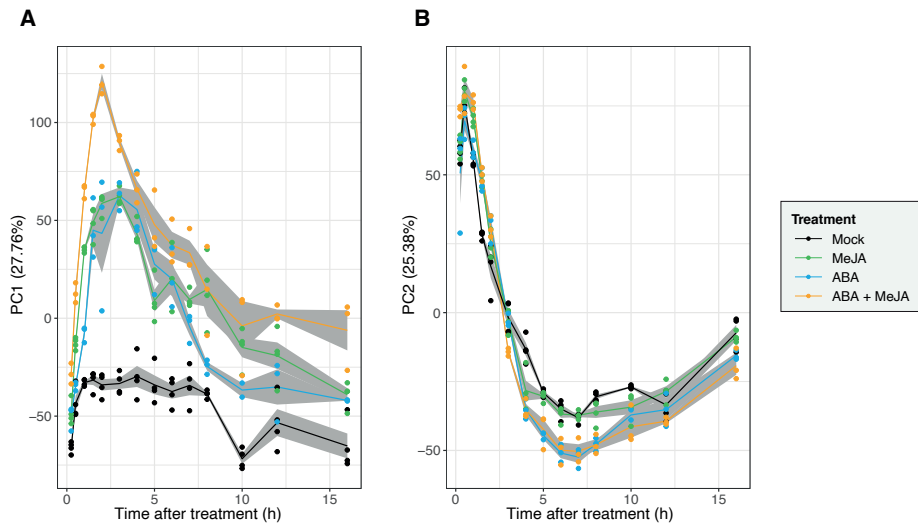 A
B
PC1 (27.76%)
100
50
0
−50
0
5
10
15
Time after treatment (h)
PC2 (25.38%)
50
0
−50
0
5
10
15
Time after treatment (h)
Treatment
Mock
MeJA
ABA
ABA + MeJA